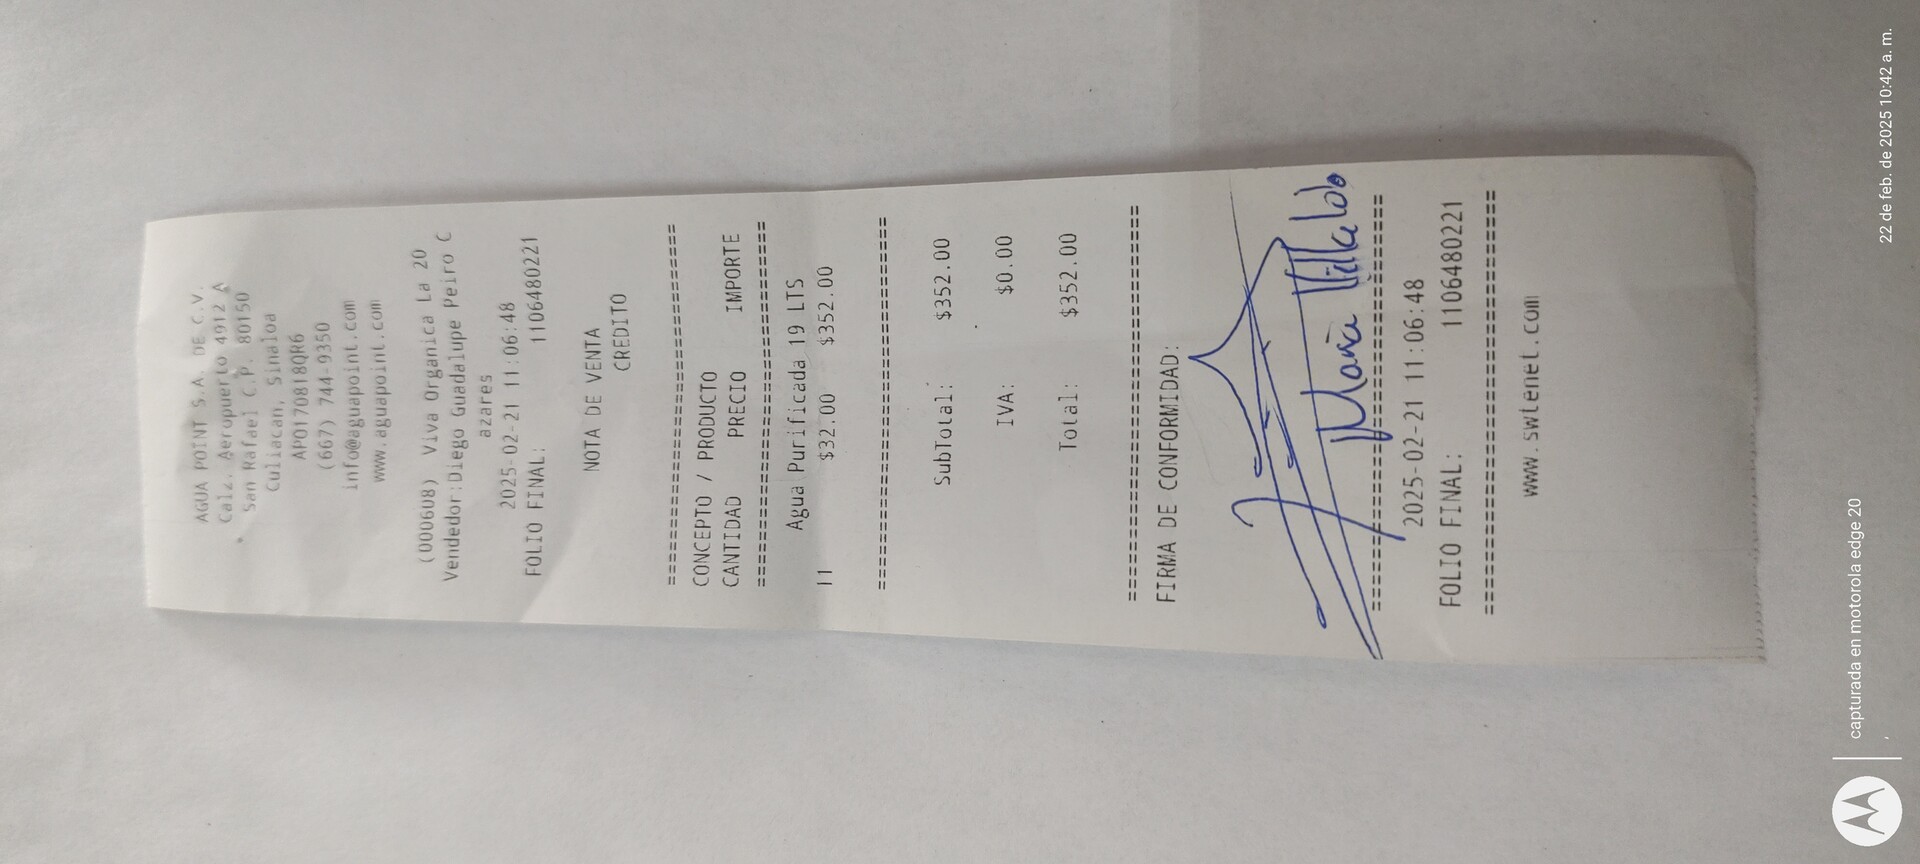 AGUA POINT S.A. DE C.V.
Calz. Aeropuerto 4912 A
San Rafael C.P. 80150
Culiacan, Sinaloa
APO170818QR6
(667) 744-9350
info@aguapoint.com
www.aguapoint.com
(000608) Viva Organica La 20
Vendedor:Diego Guadalupe Peiro C
azares
2025-02-21 11:06:48
FOLIO FINAL: 1106480221
NOTA DE VENTA
CREDITO
================================
CONCEPTO / PRODUCTO
CANTIDAD PRECIO IMPORTE
================================
Agua Purificada 19 LTS
11 $32.00 $352.00
================================
SubTotal: $352.00
IVA: $0.00
Total: $352.00
================================
FIRMA DE CONFORMIDAD:
Maria Villalobo
================================
2025-02-21 11:06:48
FOLIO FINAL: 1106480221
================================
www.swtenet.com
capturada en motorola edge 20
22 de feb. de 2025 10:42 a. m.